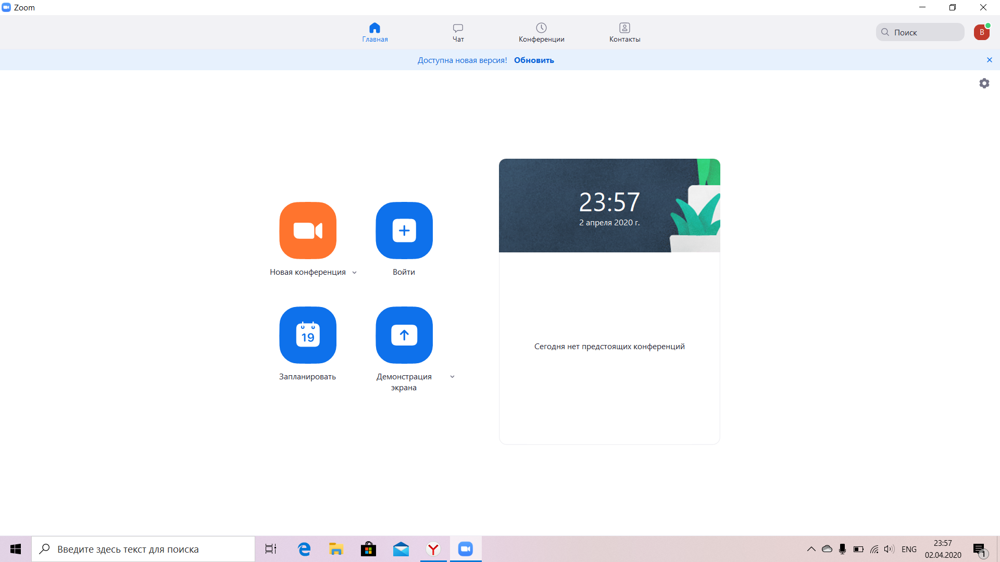 Zoom
Главная
Чат
Конференции
Контакты
Поиск
В
Доступна новая версия! Обновить
23:57
2 апреля 2020 г.
Новая конференция
Войти
19
Запланировать
Демонстрация
экрана
Сегодня нет предстоящих конференций
Введите здесь текст для поиска
ENG
23:57
02.04.2020
1